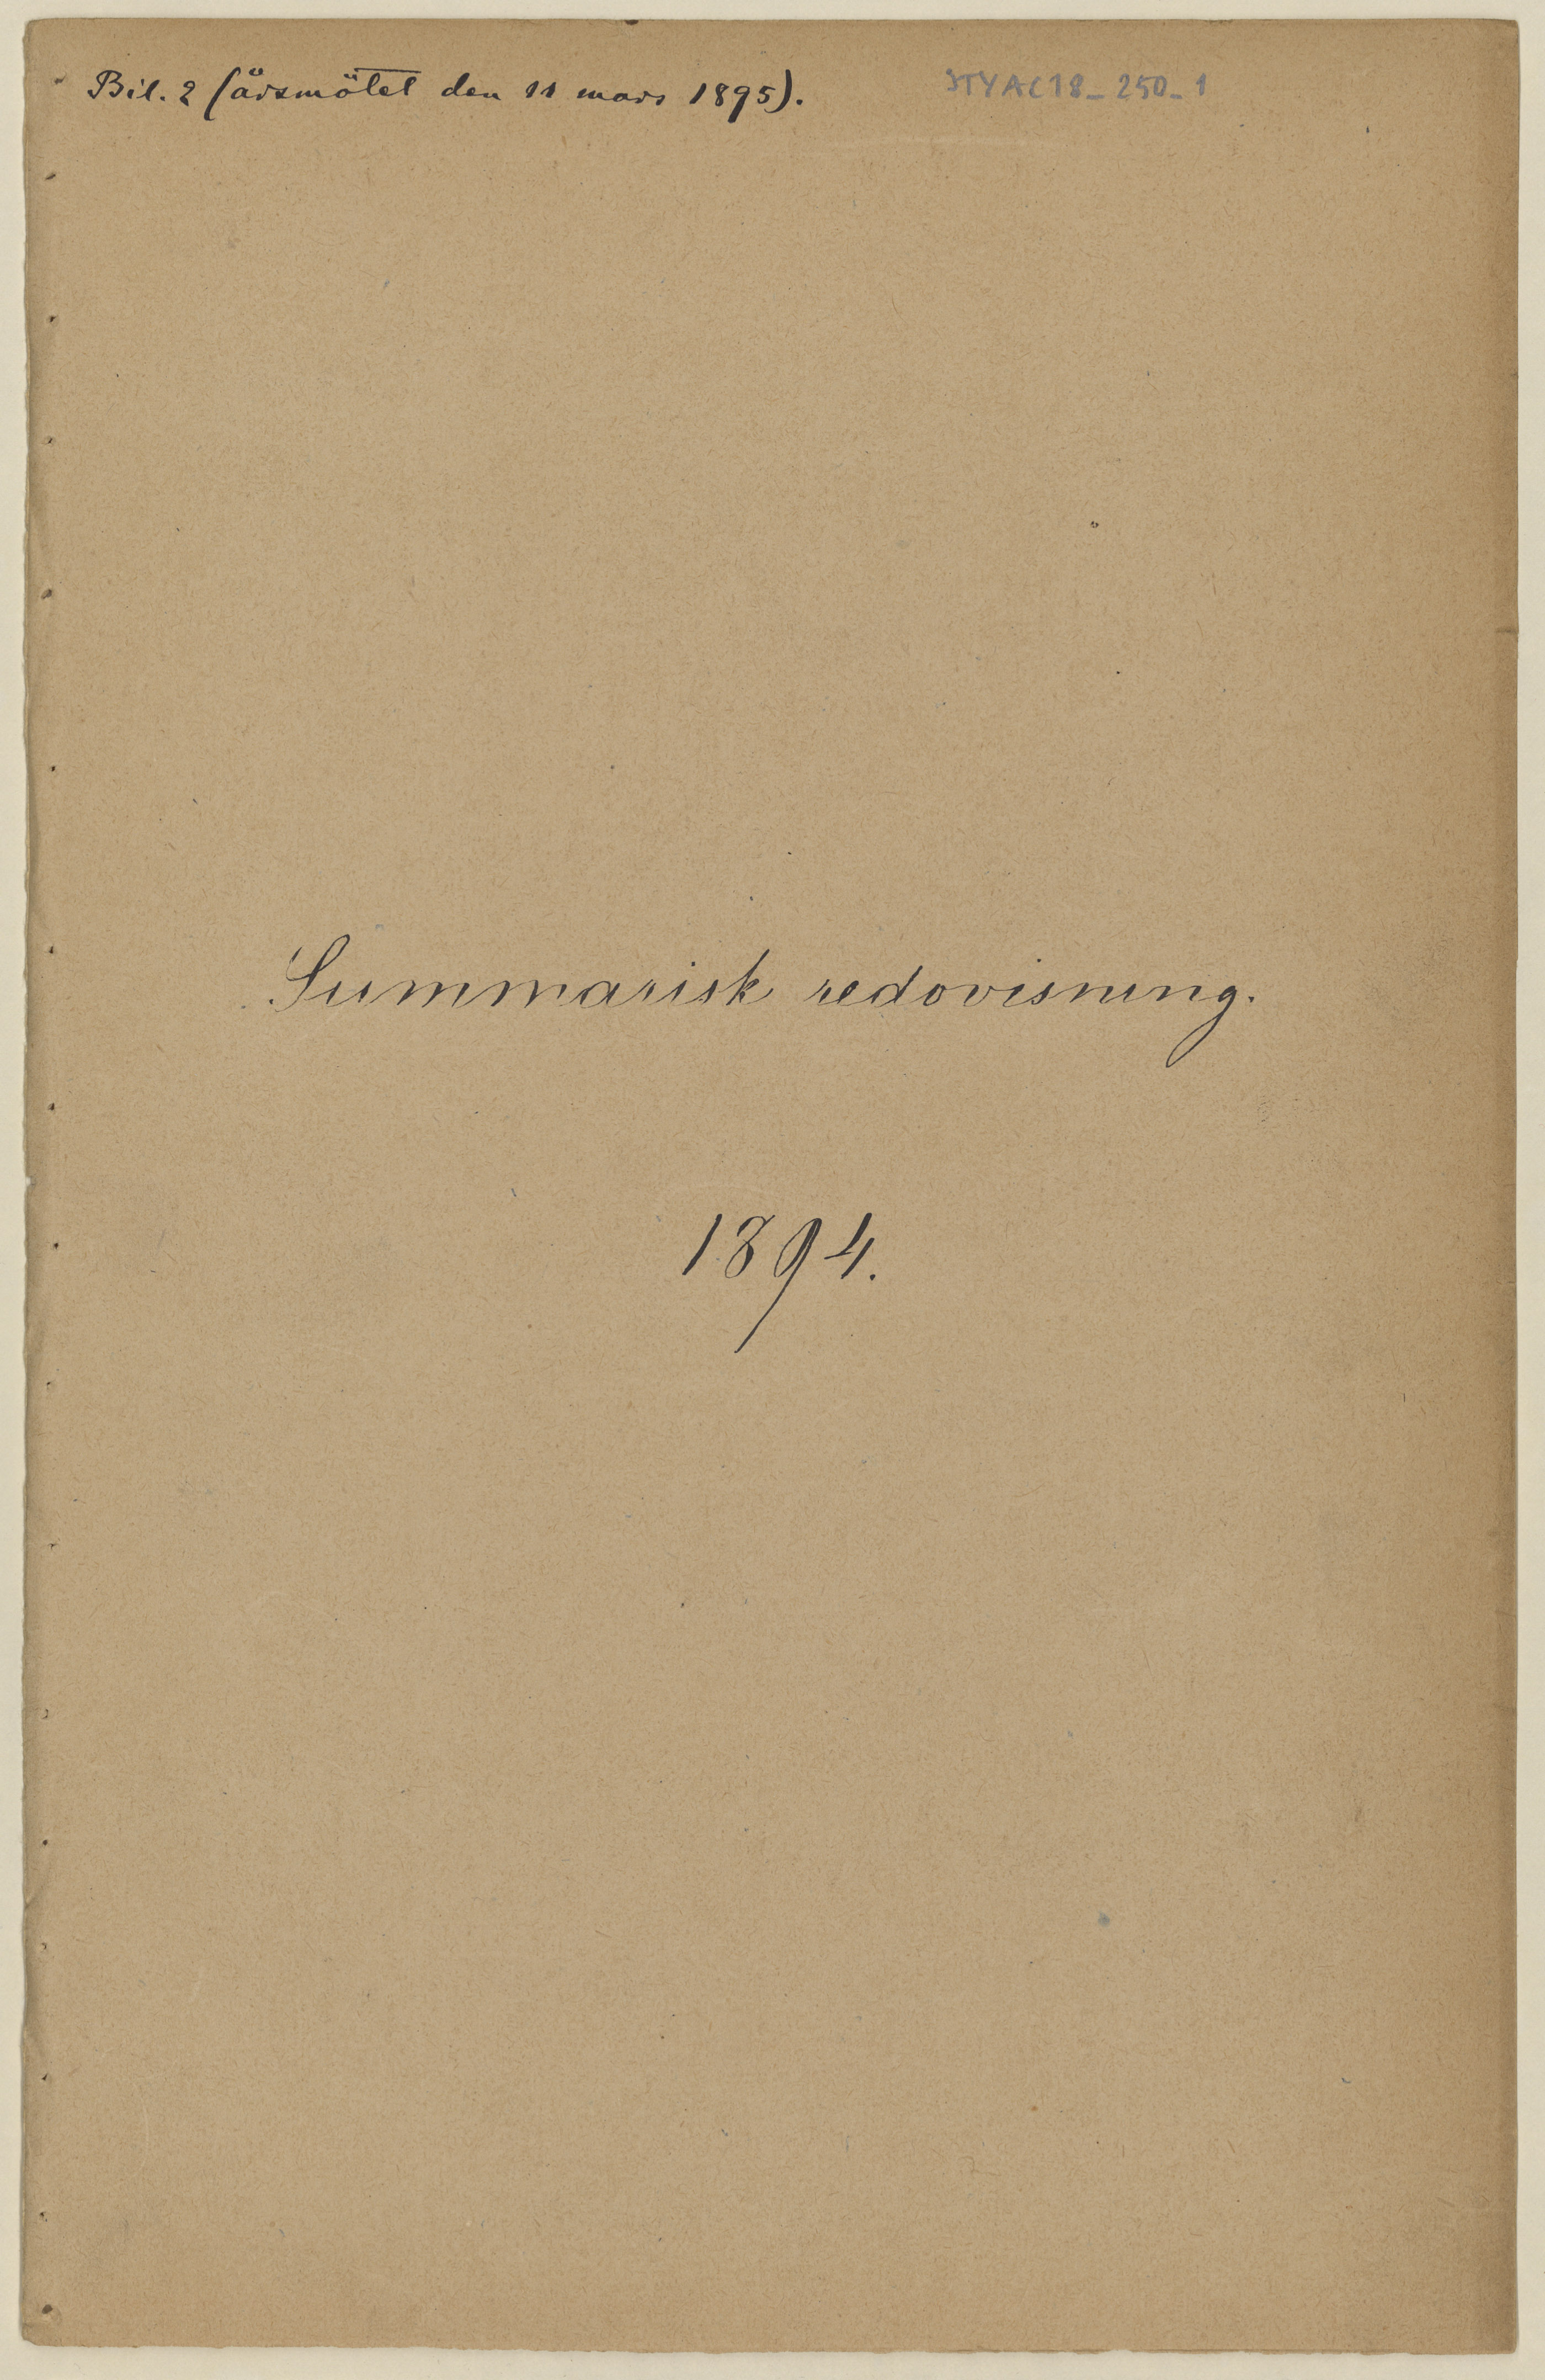 Bil. 2 (årsmötet den 11 mars 1895).
STYAC18_250_1
Summarisk redovisning.
1894.